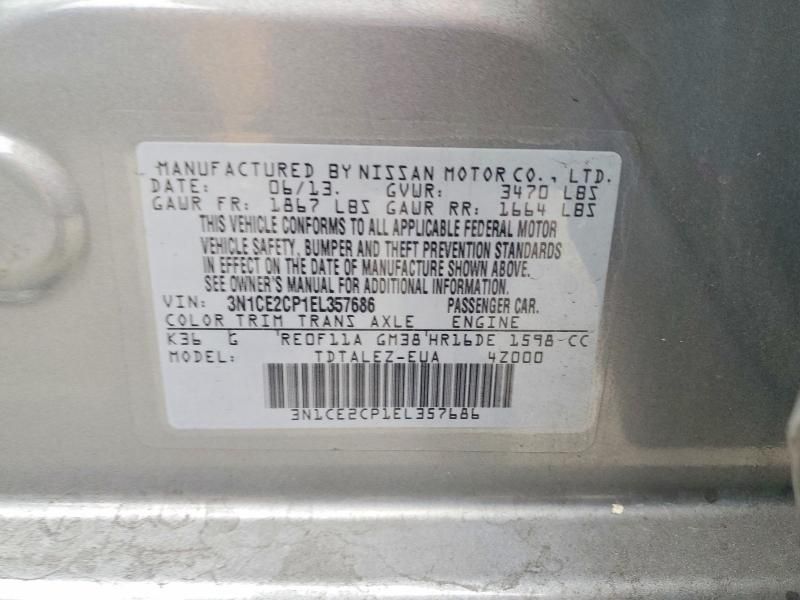 MANUFACTURED BY NISSAN MOTOR CO., LTD.
DATE: 06/13. GVWR: 3470 LBS
GAWR FR: 1867 LBS GAWR RR: 1664 LBS
THIS VEHICLE CONFORMS TO ALL APPLICABLE FEDERAL MOTOR
VEHICLE SAFETY, BUMPER AND THEFT PREVENTION STANDARDS
IN EFFECT ON THE DATE OF MANUFACTURE SHOWN ABOVE.
SEE OWNER'S MANUAL FOR ADDITIONAL INFORMATION.
VIN: 3N1CE2CP1EL357686 PASSENGER CAR.
COLOR TRIM TRANS AXLE ENGINE
K36 G RE0F11A GM38 HR16DE 1598-CC
MODEL: TDTALEZ-EUA 4Z000
3N1CE2CP1EL357686